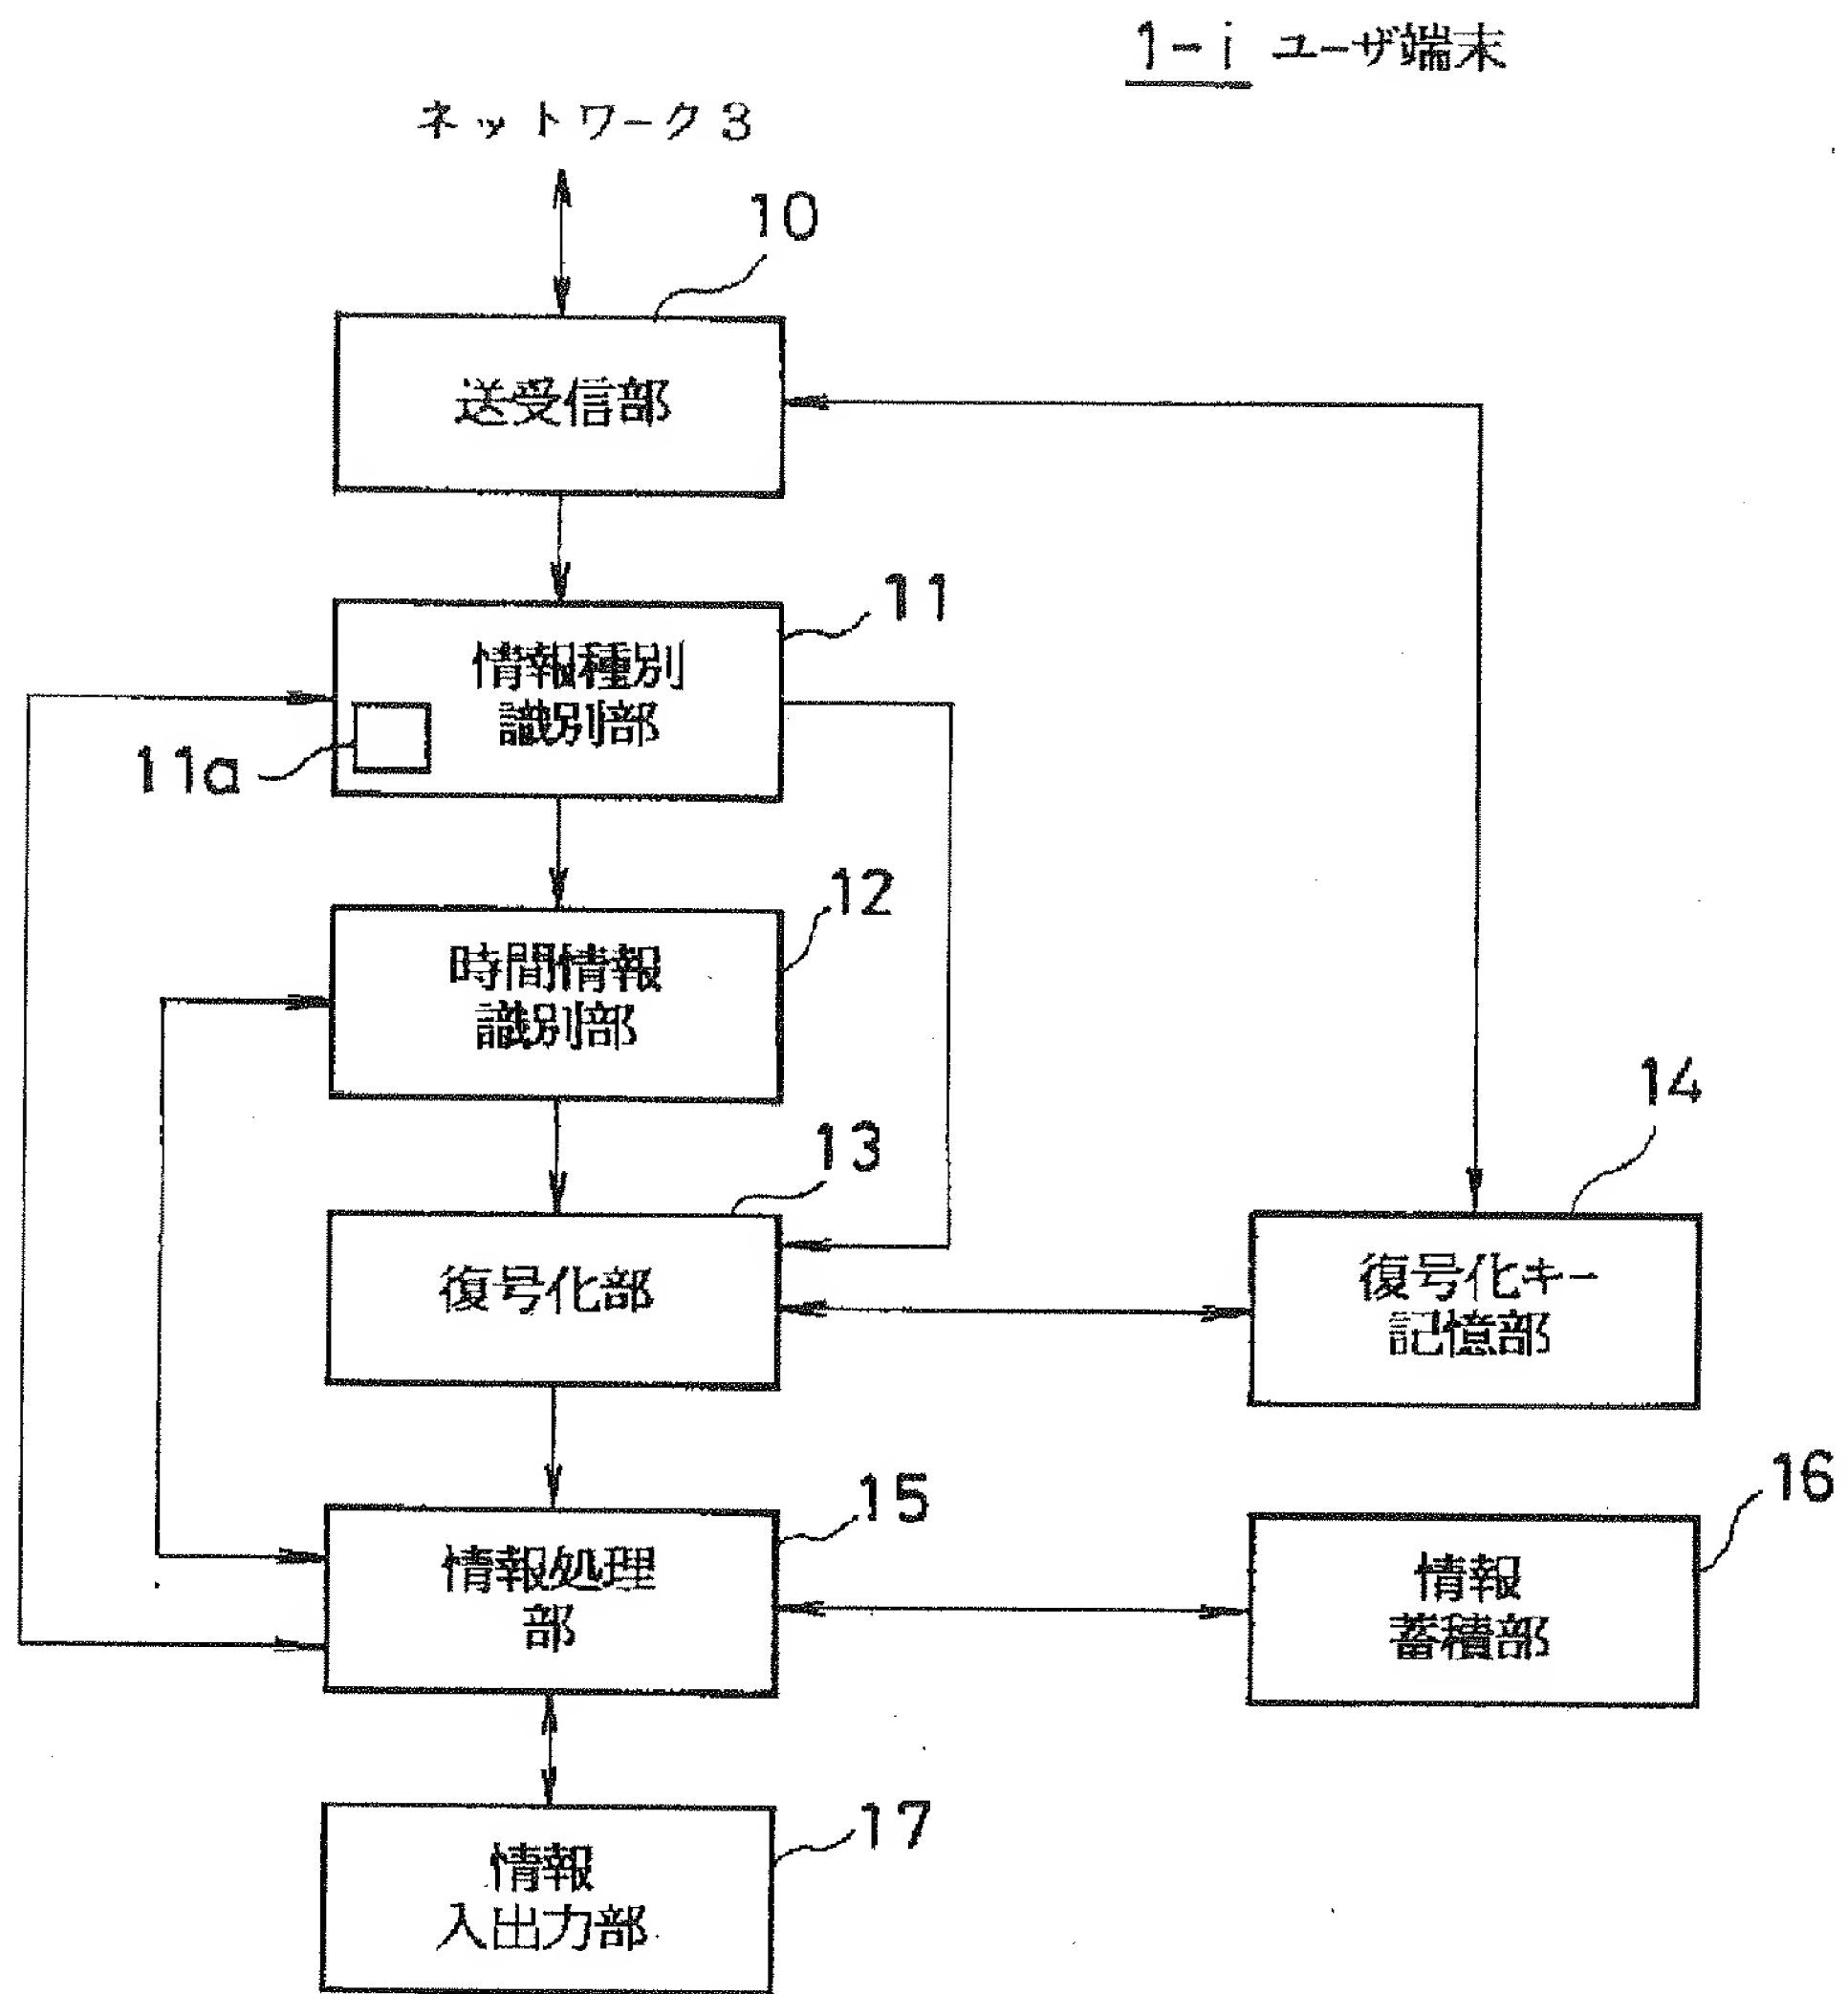 1-i ユーザ端末
ネットワーク3
10
送受信部
11
情報種別
識別部
11a
12
時間情報
識別部
13
復号化部
14
復号化キー
記憶部
15
情報処理
部
16
情報
蓄積部
17
情報
入出力部